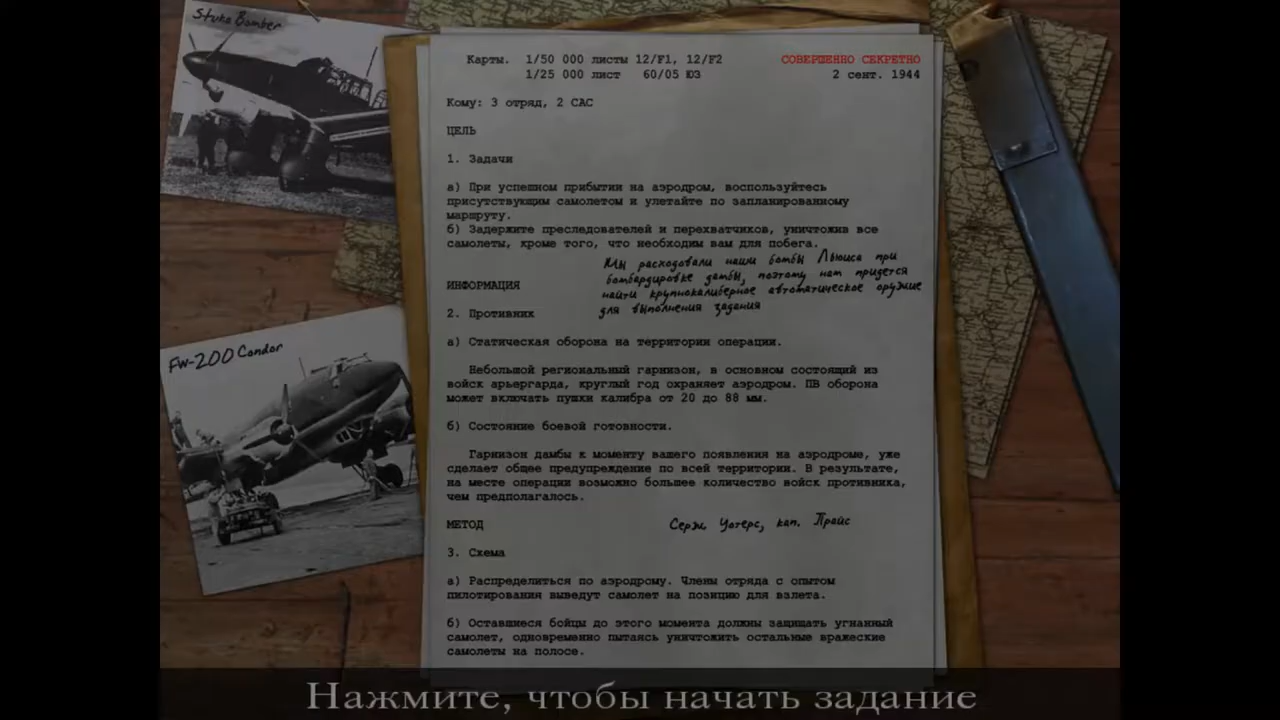 Stuka Bomber
Карты. 1/50 000 листы 12/F1, 12/F2
1/25 000 лист 60/05 ЮЗ
СОВЕРШЕННО СЕКРЕТНО
2 сент. 1944
Кому: 3 отряд, 2 САС
ЦЕЛЬ
1. Задачи
а) При успешном прибытии на аэродром, воспользуйтесь
присутствующим самолетом и улетайте по запланированному
маршруту.
б) Задержите преследователей и перехватчиков, уничтожив все
самолеты, кроме того, что необходим вам для побега.
Мы расходовали наши бомбы Льюиса при
бомбардировке дамбы, поэтому нам придется
найти крупнокалиберное автоматическое оружие
для выполнения задания
ИНФОРМАЦИЯ
2. Противник
а) Статическая оборона на территории операции.
Небольшой региональный гарнизон, в основном состоящий из
войск арьергарда, круглый год охраняет аэродром. ПВ оборона
может включать пушки калибра от 20 до 88 мм.
FW-200 Condor
б) Состояние боевой готовности.
Гарнизон дамбы к моменту вашего появления на аэродроме, уже
сделает общее предупреждение по всей территории. В результате,
на месте операции возможно большее количество войск противника,
чем предполагалось.
МЕТОД
Серж. Уотерс, кап. Прайс
3. Схема
а) Распределиться по аэродрому. Члены отряда с опытом
пилотирования выведут самолет на позицию для взлета.
б) Оставшиеся бойцы до этого момента должны защищать угнанный
самолет, одновременно пытаясь уничтожить остальные вражеские
самолеты на полосе.
Нажмите, чтобы начать задание